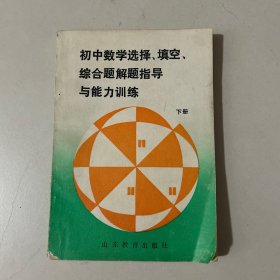 初中数学选择、填空、
综合题解题指导
与能力训练
下册
山东教育出版社